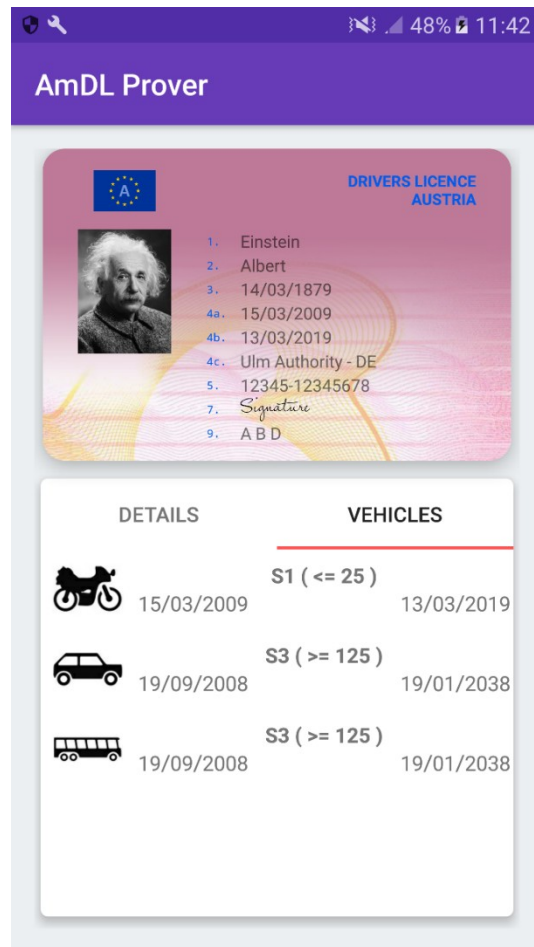 48% 11:42
AmDL Prover
A
DRIVERS LICENCE
AUSTRIA
1. Einstein
2. Albert
3. 14/03/1879
4a. 15/03/2009
4b. 13/03/2019
4c. Ulm Authority - DE
5. 12345-12345678
7. Signature
9. A B D
DETAILS VEHICLES
S1 ( <= 25 )
15/03/2009 13/03/2019
S3 ( >= 125 )
19/09/2008 19/01/2038
S3 ( >= 125 )
19/09/2008 19/01/2038